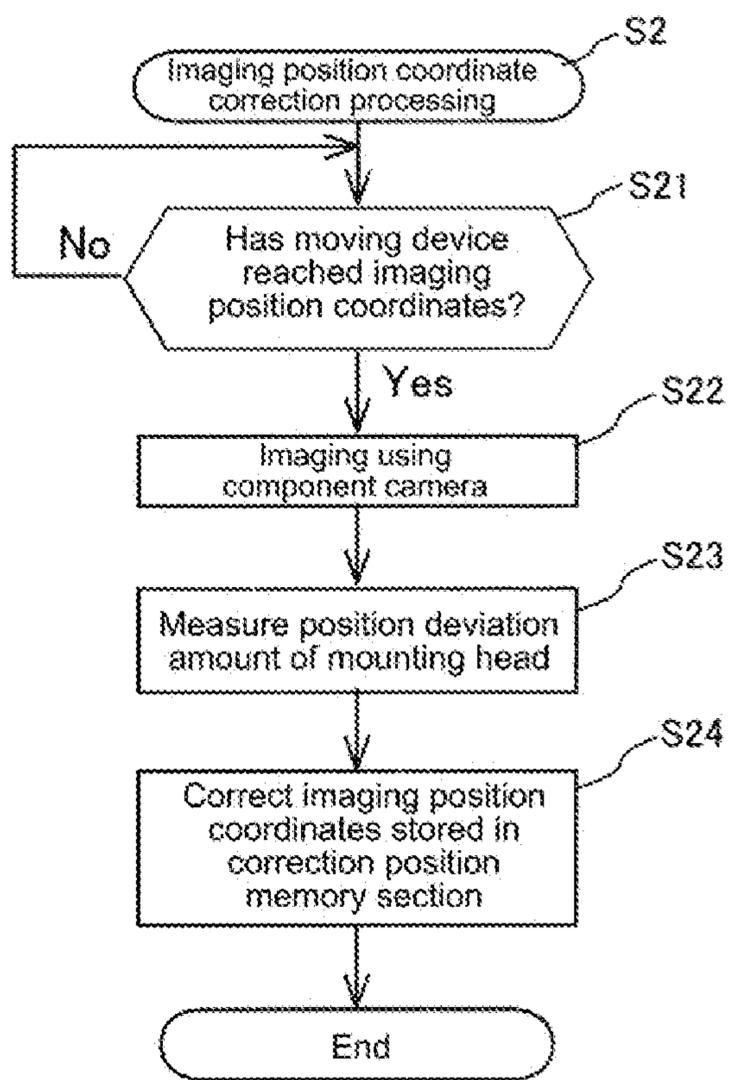 S2
Imaging position coordinate
correction processing
S21
No
Has moving device
reached imaging
position coordinates?
Yes
S22
Imaging using
component camera
S23
Measure position deviation
amount of mounting head
S24
Correct imaging position
coordinates stored in
correction position
memory section
End